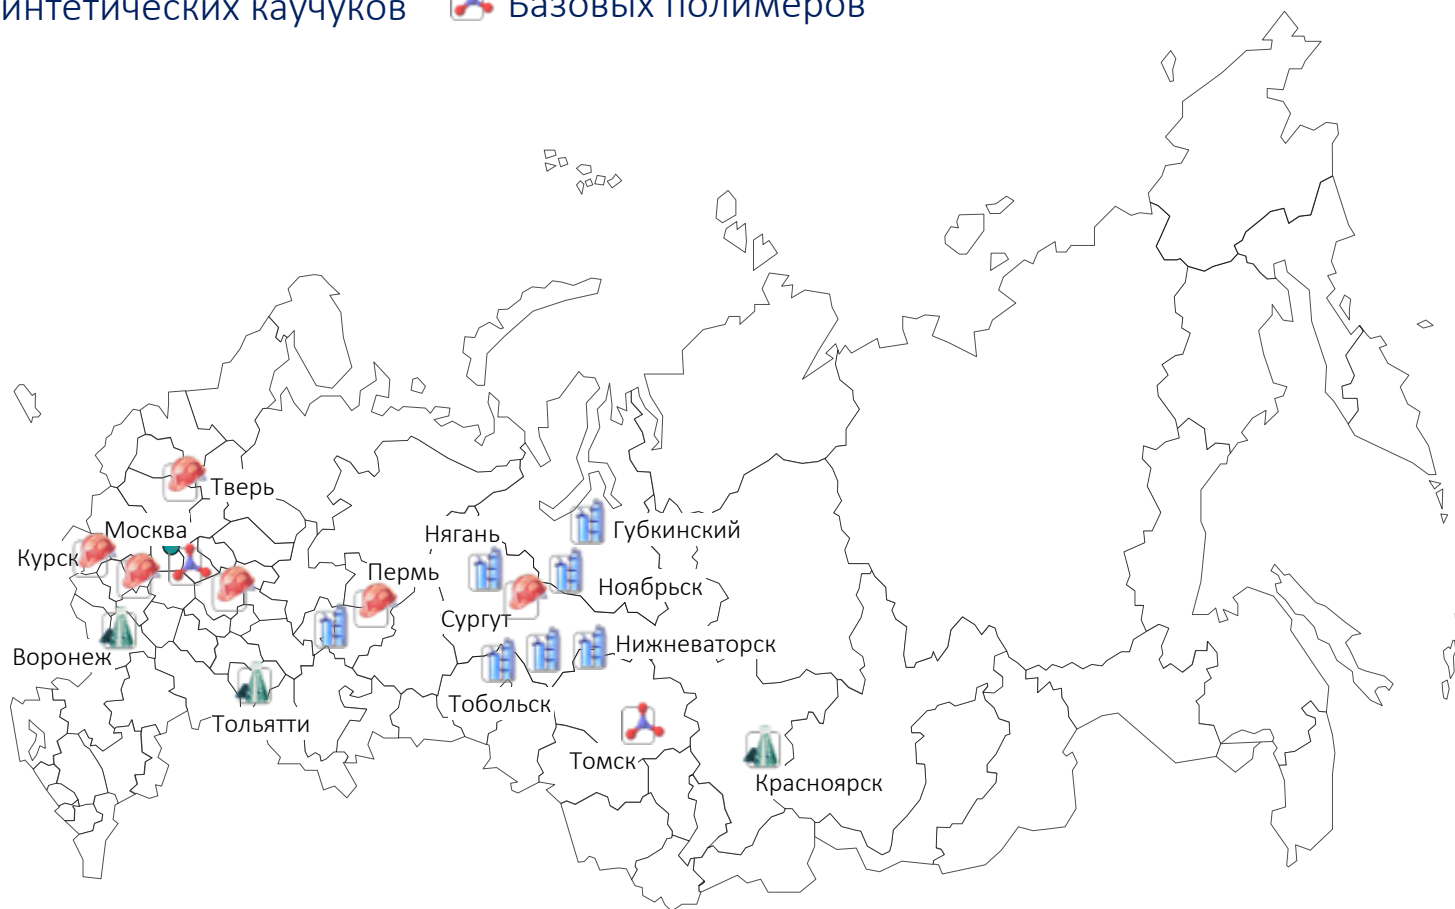 интетических каучуков Базовых полимеров
Тверь
Москва
Нягань
Губкинский
Курск
Пермь
Ноябрьск
Сургут
Нижневаторск
Воронеж
Тобольск
Тольятти
Томск
Красноярск